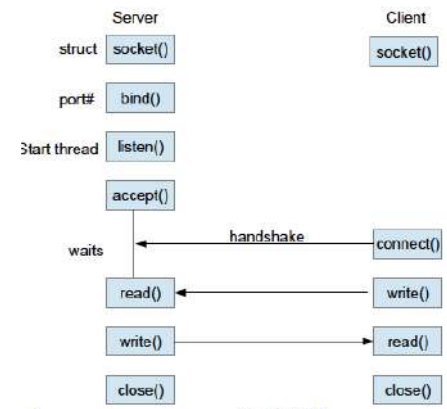 Server Client
struct socket() socket()
port# bind()
Start thread listen()
accept()
handshake
waits connect()
read() write()
write() read()
close() close()